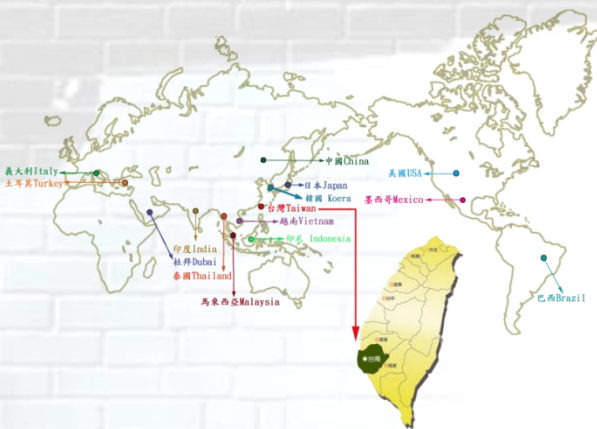 中國China
義大利Italy
土耳其Turkey
日本Japan
韓國 Koera
美國USA
墨西哥Mexico
台灣Taiwan
越南Vietnam
印尼 Indonesia
印度India
杜拜Dubai
泰國Thailand
馬來西亞Malaysia
巴西Brazil
台南